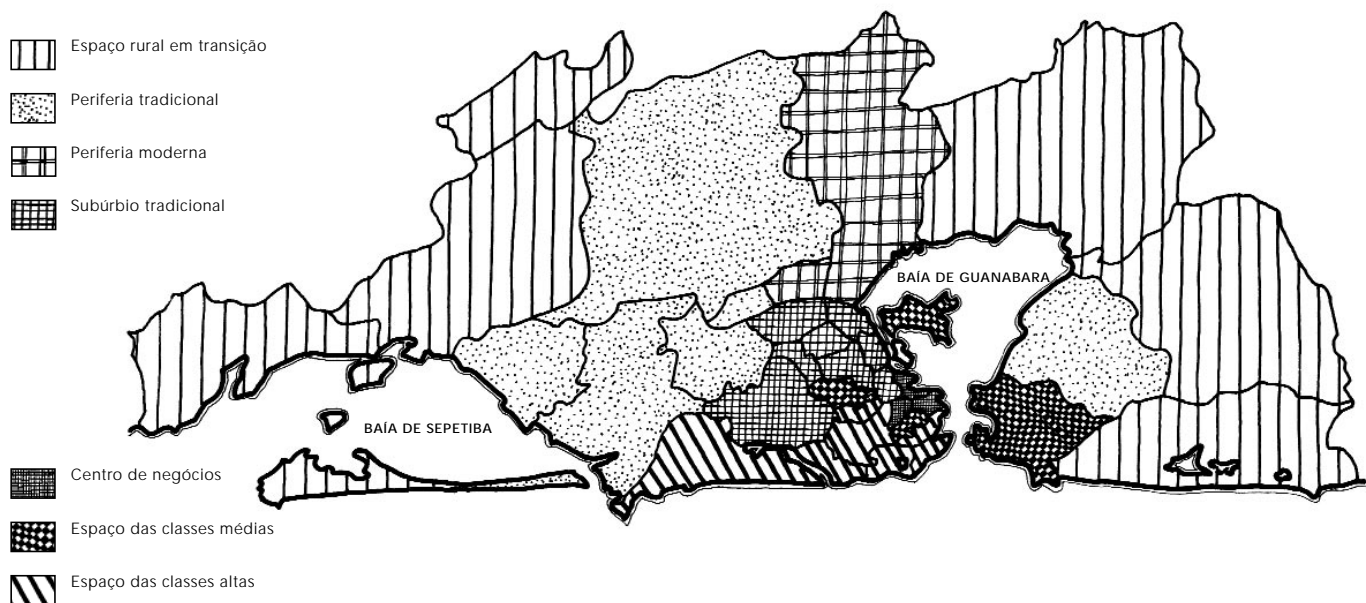 Espaço rural em transição
Periferia tradicional
Periferia moderna
Subúrbio tradicional
BAÍA DE GUANABARA
BAÍA DE SEPETIBA
Centro de negócios
Espaço das classes médias
Espaço das classes altas